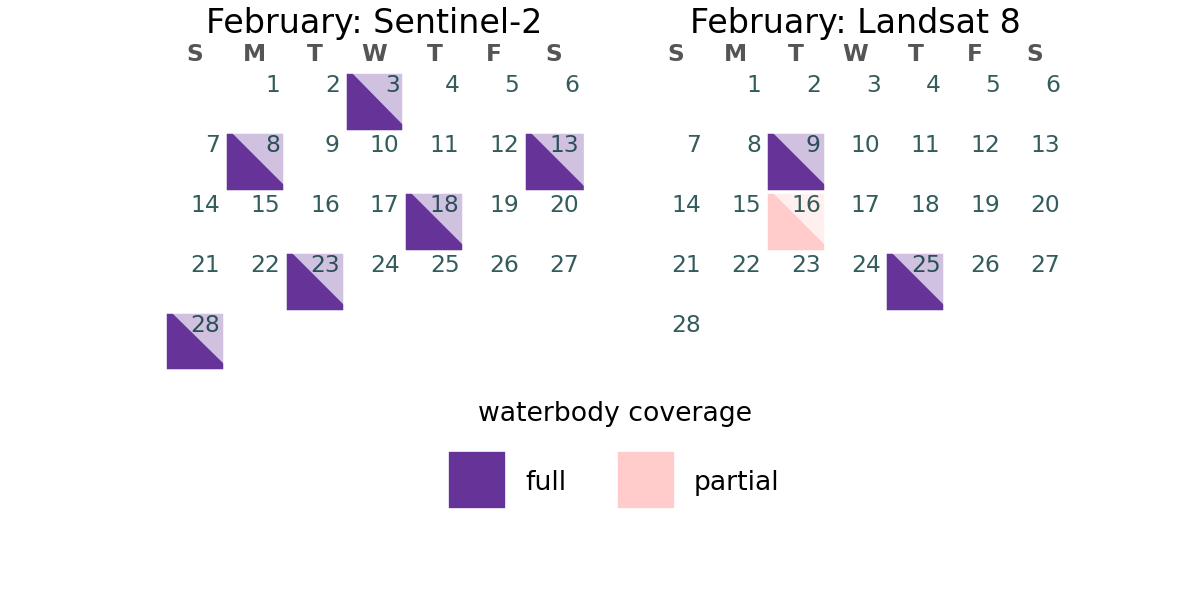 February: Sentinel-2
S M T W T F S
1 2 3 4 5 6
7 8 9 10 11 12 13
14 15 16 17 18 19 20
21 22 23 24 25 26 27
28
February: Landsat 8
S M T W T F S
1 2 3 4 5 6
7 8 9 10 11 12 13
14 15 16 17 18 19 20
21 22 23 24 25 26 27
28
waterbody coverage
full partial